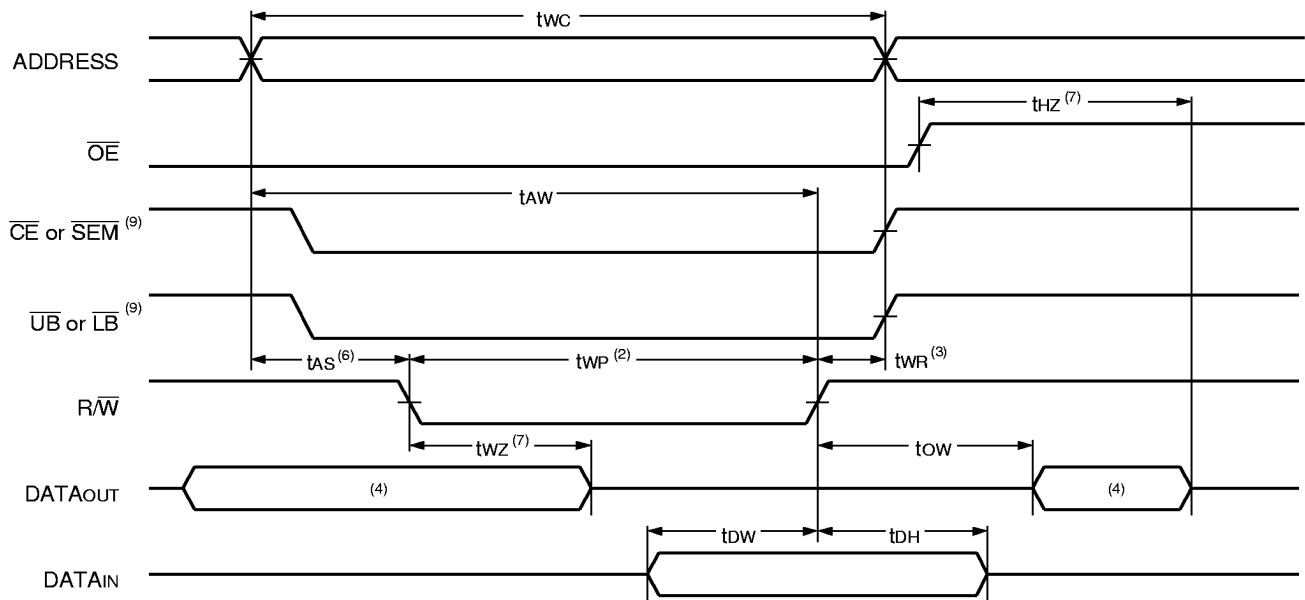 tWC
ADDRESS
tHZ (7)
OE
tAW
CE or SEM (9)
UB or LB (9)
tAS (6) tWP (2) tWR (3)
R/W
tWZ (7) tOW
DATAOUT (4) (4)
tDW tDH
DATAIN